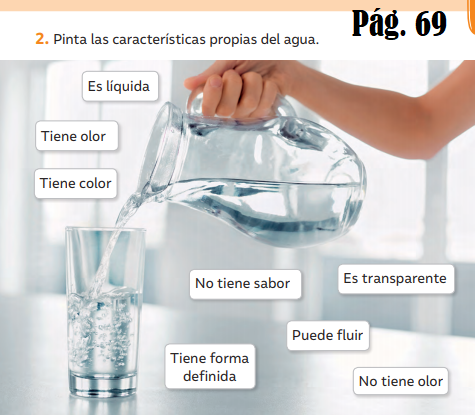 Pág. 69
2. Pinta las características propias del agua.
Es líquida
Tiene olor
Tiene color
No tiene sabor
Es transparente
Puede fluir
Tiene forma
definida
No tiene olor